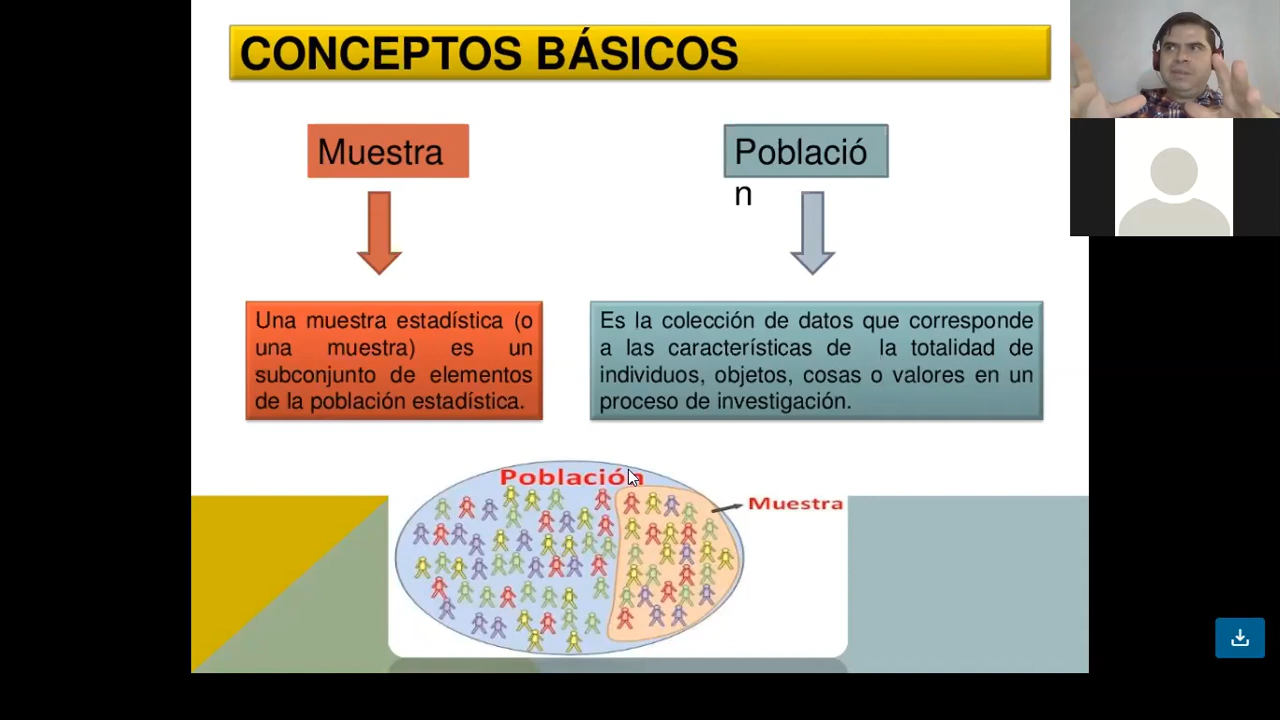 CONCEPTOS BÁSICOS
Muestra
Població
n
Una muestra estadística (o
una muestra) es un
subconjunto de elementos
de la población estadística.
Es la colección de datos que corresponde
a las características de la totalidad de
individuos, objetos, cosas o valores en un
proceso de investigación.
Población
Muestra